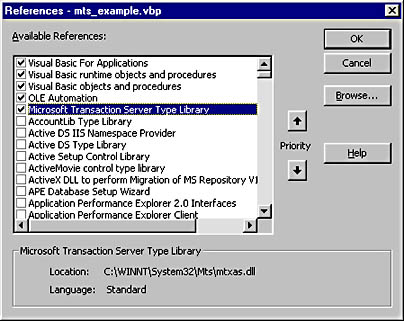 References - mts_example.vbp
Available References:
OK
Visual Basic For Applications
Visual Basic runtime objects and procedures
Visual Basic objects and procedures
OLE Automation
Microsoft Transaction Server Type Library
AccountLib Type Library
Active DS IIS Namespace Provider
Active DS Type Library
Active Setup Control Library
ActiveMovie control type library
ActiveX DLL to perform Migration of MS Repository V1
APE Database Setup Wizard
Application Performance Explorer 2.0 Interfaces
Application Performance Explorer Client
Cancel
Browse...
Priority
Help
Microsoft Transaction Server Type Library
Location: C:\WINNT\System32\Mts\mtxas.dll
Language: Standard